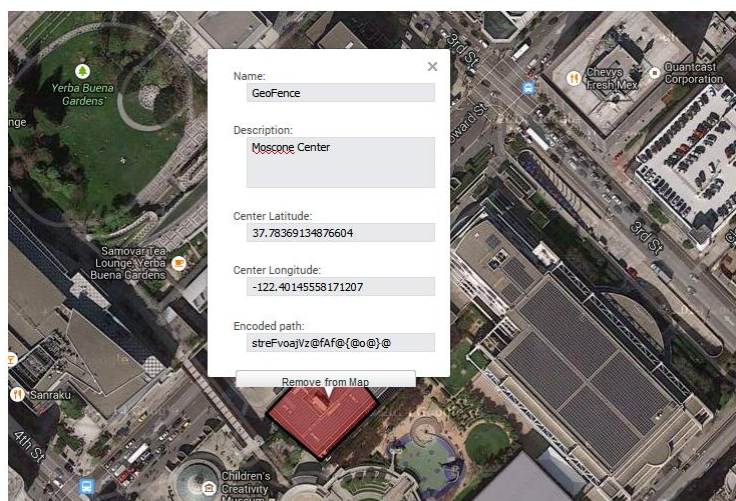 Name:
GeoFence
Description:
Moscone Center
Center Latitude:
37.78369134876604
Center Longitude:
-122.40145558171207
Encoded path:
streFvoajVz@fAf@{@o@}@
Remove from Map
Yerba Buena
Gardens
Samovar Tea
Lounge, Yerba
Buena Gardens
Sanraku
4th St
Children's
Creativity
3rd St
Chevys
Fresh Mex
Quantcast
Corporation
3rd St